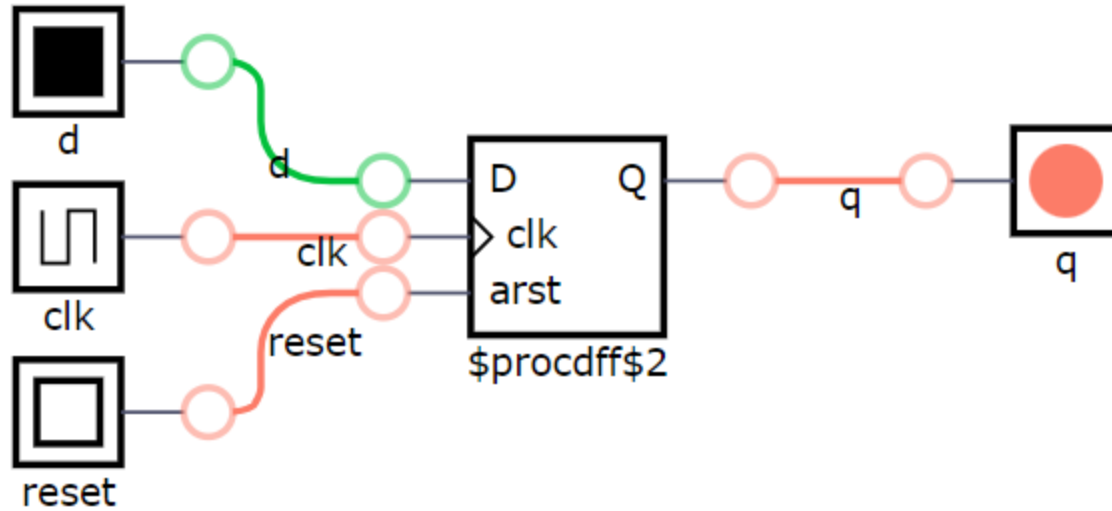 d
d
clk
clk
reset
reset
D
Q
clk
arst
$procdff$2
q
q